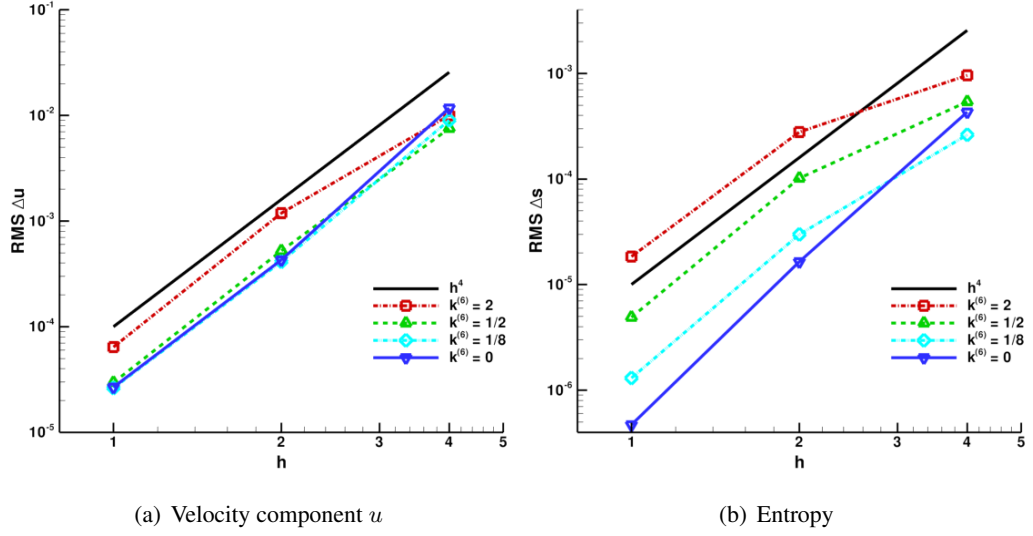 10⁻¹
10⁻²
10⁻³
10⁻⁴
10⁻⁵
RMS Δu
h⁴
k⁽⁶⁾ = 2
k⁽⁶⁾ = 1/2
k⁽⁶⁾ = 1/8
k⁽⁶⁾ = 0
1 2 3 4 5
h
(a) Velocity component u
10⁻³
10⁻⁴
10⁻⁵
10⁻⁶
RMS Δs
h⁴
k⁽⁶⁾ = 2
k⁽⁶⁾ = 1/2
k⁽⁶⁾ = 1/8
k⁽⁶⁾ = 0
1 2 3 4 5
h
(b) Entropy